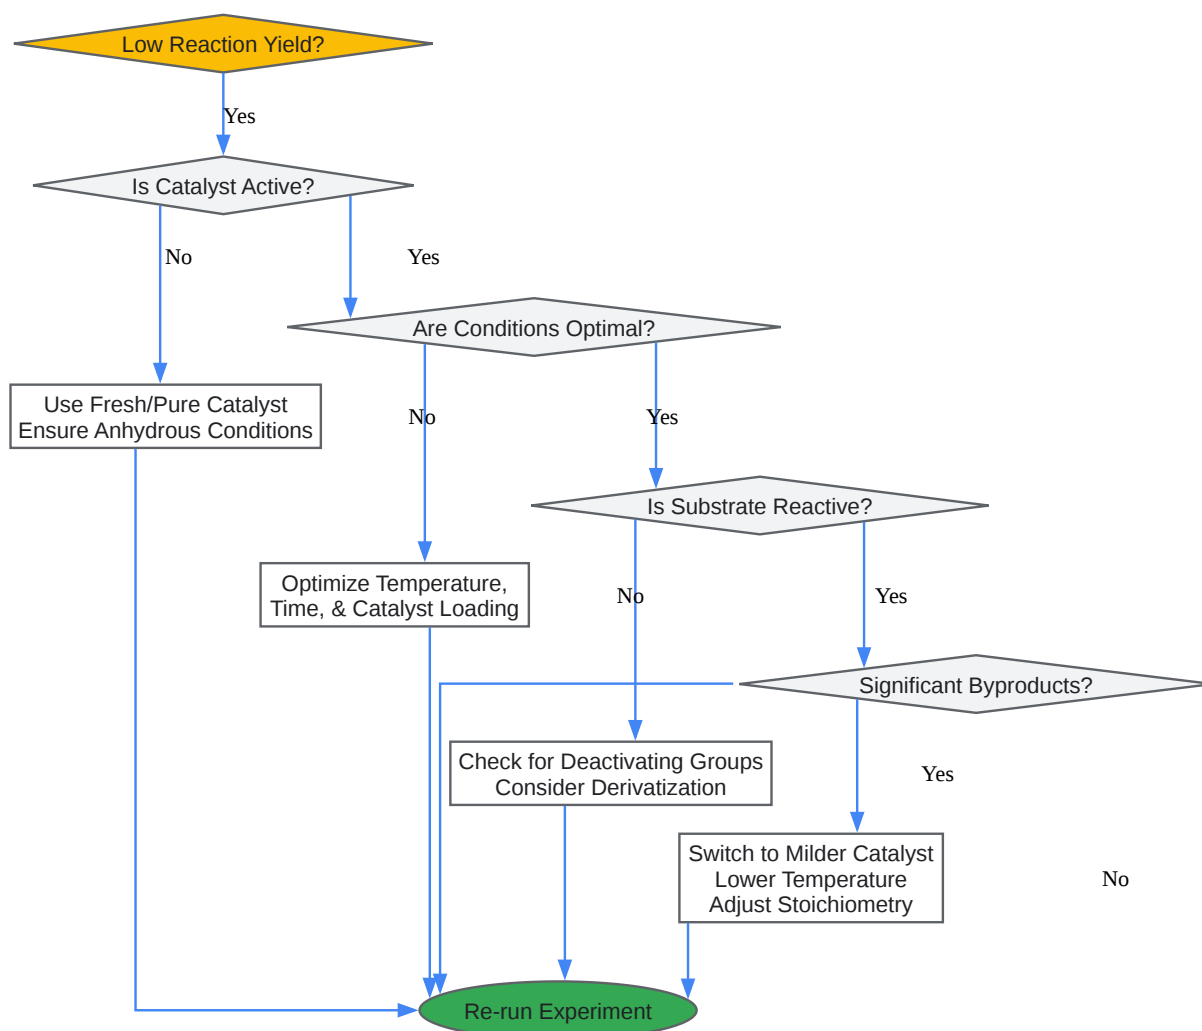 Low Reaction Yield?
Yes
Is Catalyst Active?
No
Yes
Are Conditions Optimal?
Use Fresh/Pure Catalyst
Ensure Anhydrous Conditions
No
Yes
Is Substrate Reactive?
Optimize Temperature,
Time, & Catalyst Loading
No
Yes
Significant Byproducts?
Check for Deactivating Groups
Consider Derivatization
Yes
Switch to Milder Catalyst
Lower Temperature
Adjust Stoichiometry
No
Re-run Experiment